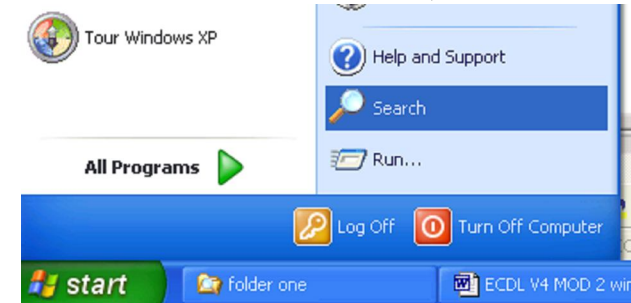 Tour Windows XP
Help and Support
Search
All Programs
Run...
Log Off
Turn Off Computer
start
folder one
ECDL V4 MOD 2 win